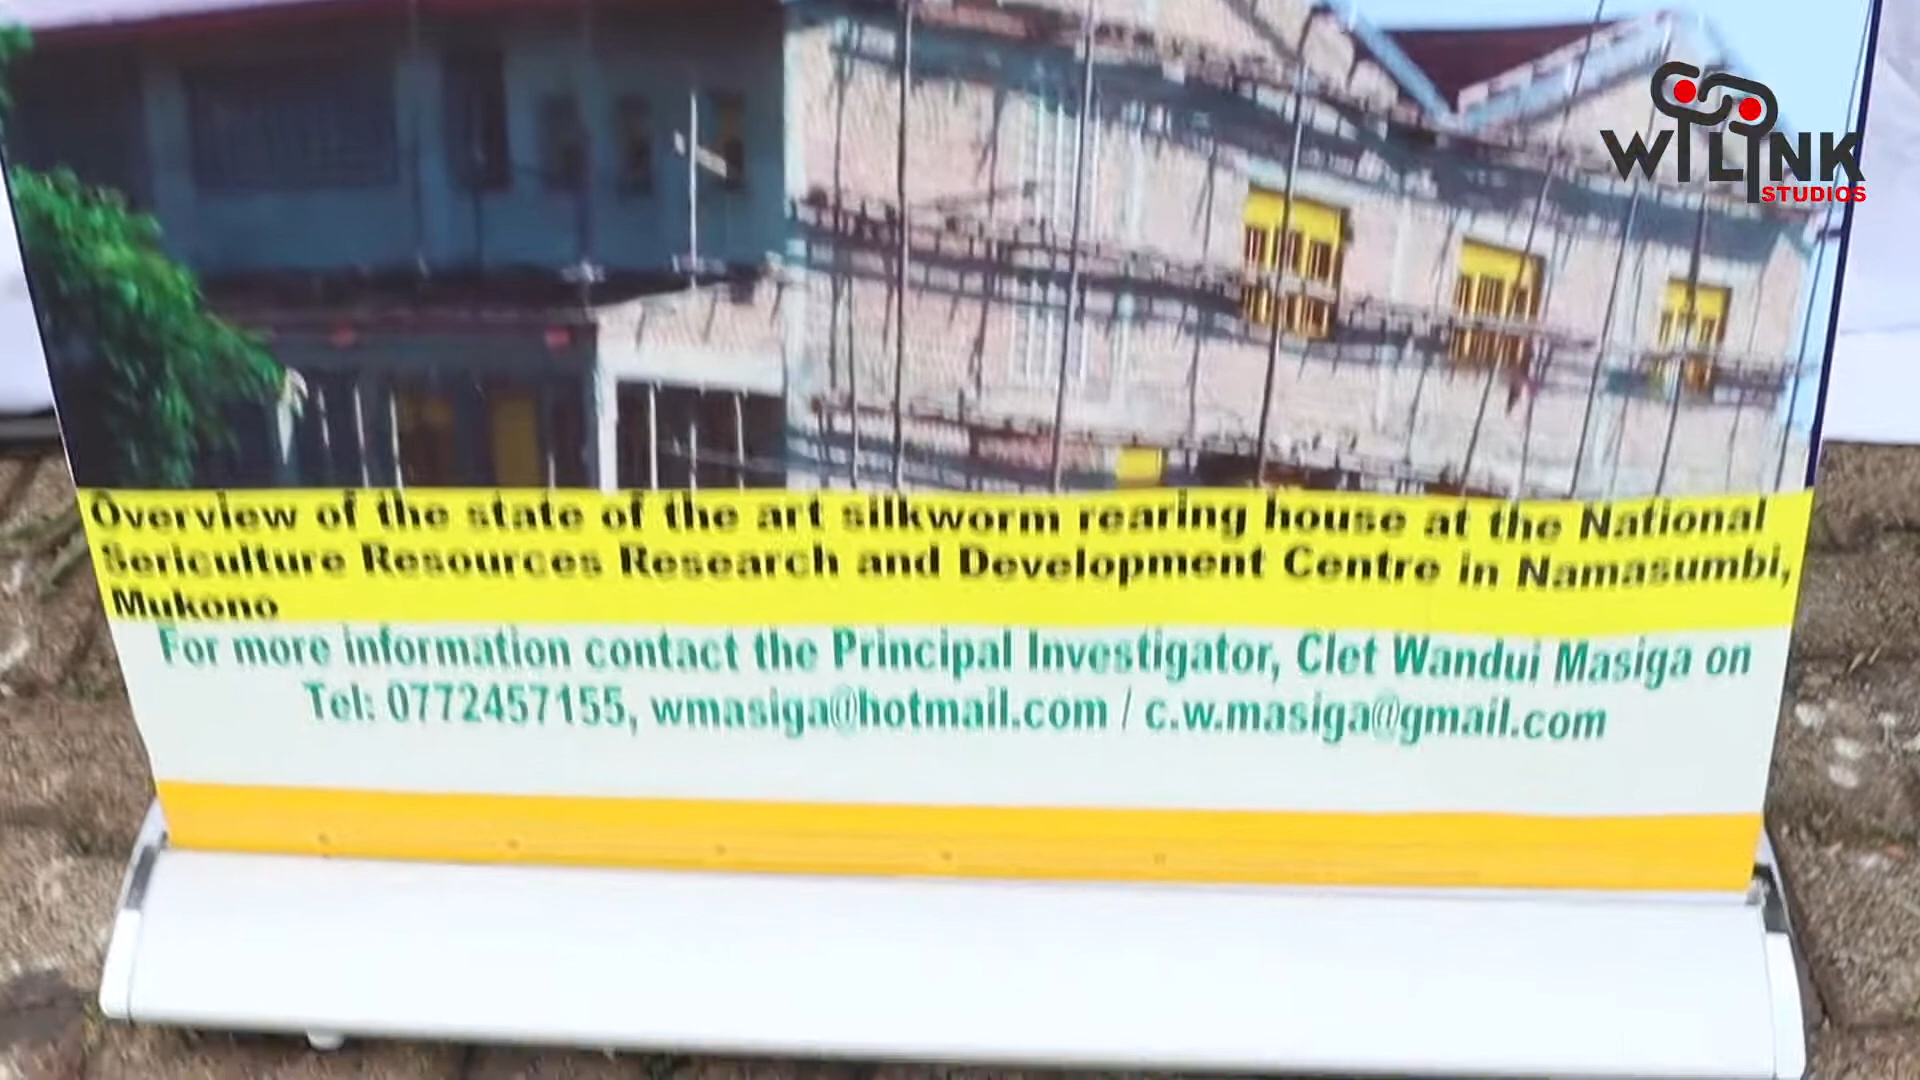 WILINK
STUDIOS
Overview of the state of the art silkworm rearing house at the National
Sericulture Resources Research and Development Centre in Namasumbi,
Mukono
For more information contact the Principal Investigator, Clet Wandui Masiga on
Tel: 0772457155, wmasiga@hotmail.com / c.w.masiga@gmail.com